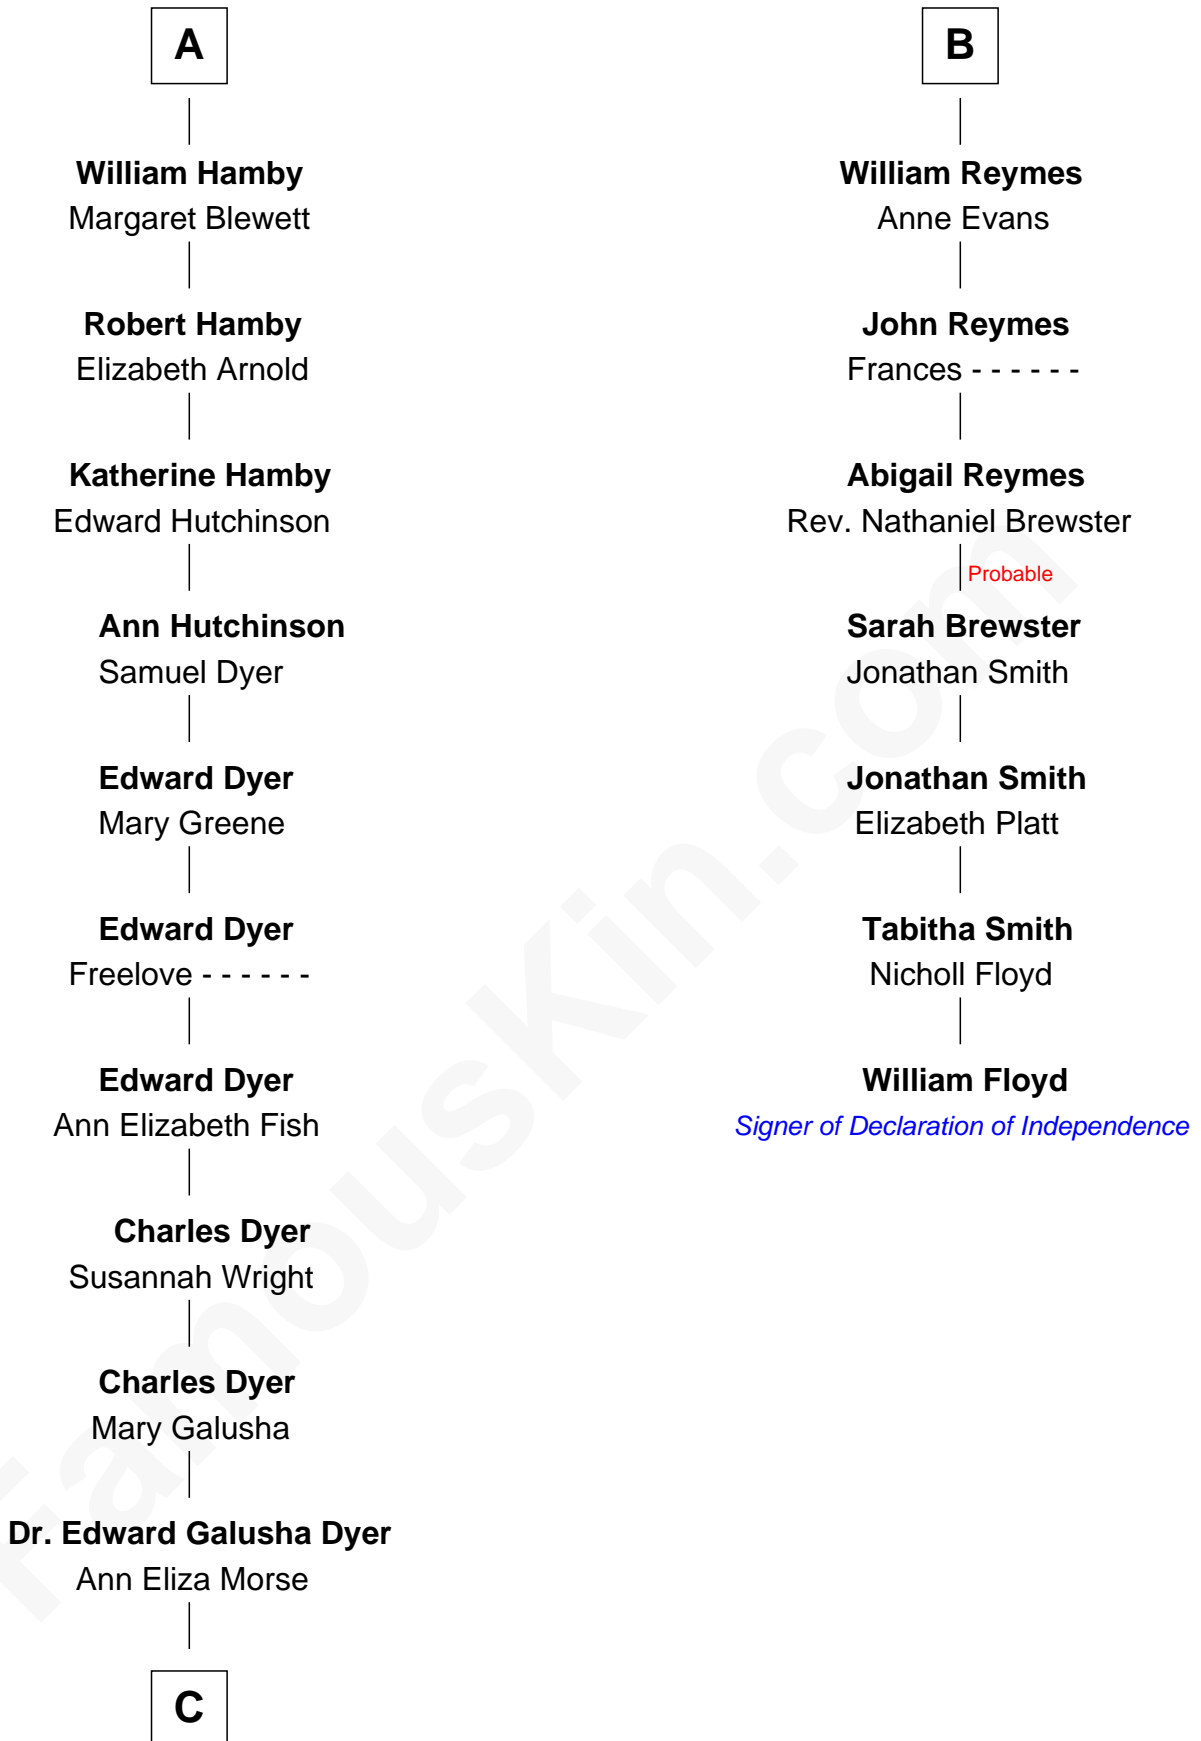 A
William Hamby
Margaret Blewett
Robert Hamby
Elizabeth Arnold
Katherine Hamby
Edward Hutchinson
Ann Hutchinson
Samuel Dyer
Edward Dyer
Mary Greene
Edward Dyer
Freelove - - - - - -
Edward Dyer
Ann Elizabeth Fish
Charles Dyer
Susannah Wright
Charles Dyer
Mary Galusha
Dr. Edward Galusha Dyer
Ann Eliza Morse
C
B
William Reymes
Anne Evans
John Reymes
Frances - - - - - -
Abigail Reymes
Rev. Nathaniel Brewster
Probable
Sarah Brewster
Jonathan Smith
Jonathan Smith
Elizabeth Platt
Tabitha Smith
Nicholl Floyd
William Floyd
Signer of Declaration of Independence
FamousKin.com